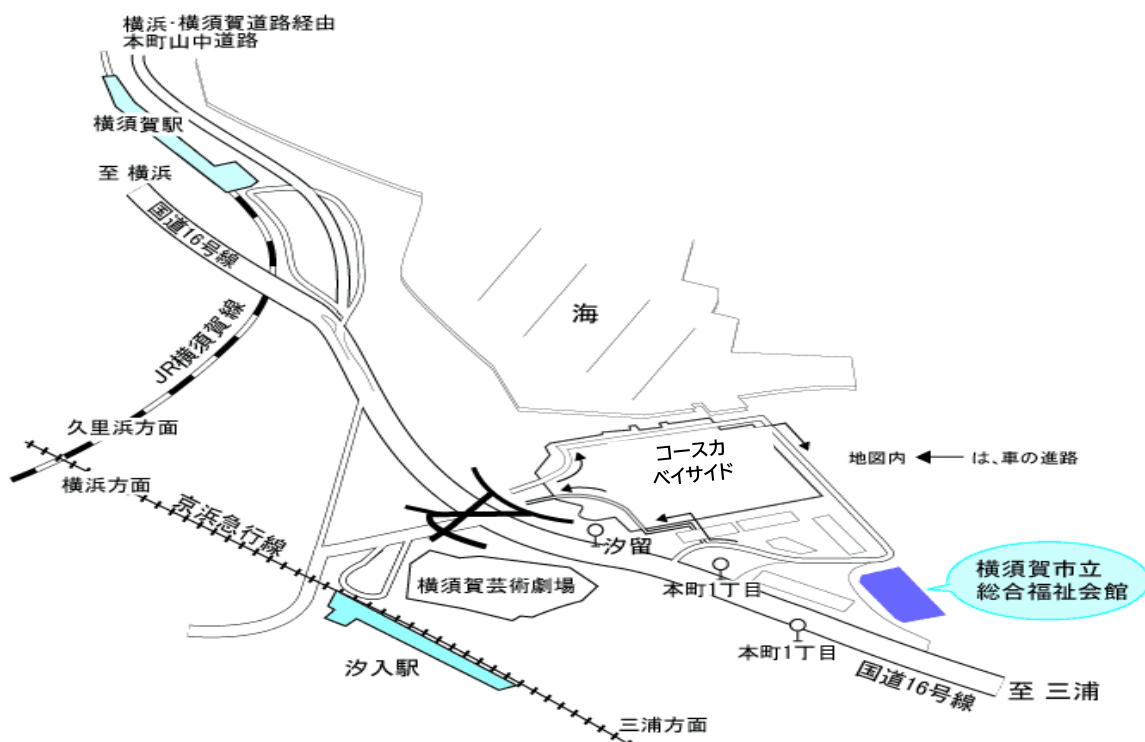 横浜・横須賀道路経由
本町山中道路
横須賀駅
至 横浜
国道16号線
JR横須賀線
久里浜方面
横浜方面
京浜急行線
海
コースカ
ベイサイド
地図内 ← は、車の進路
汐留
横須賀芸術劇場
本町1丁目
横須賀市立
総合福祉会館
本町1丁目
汐入駅
国道16号線
至 三浦
三浦方面